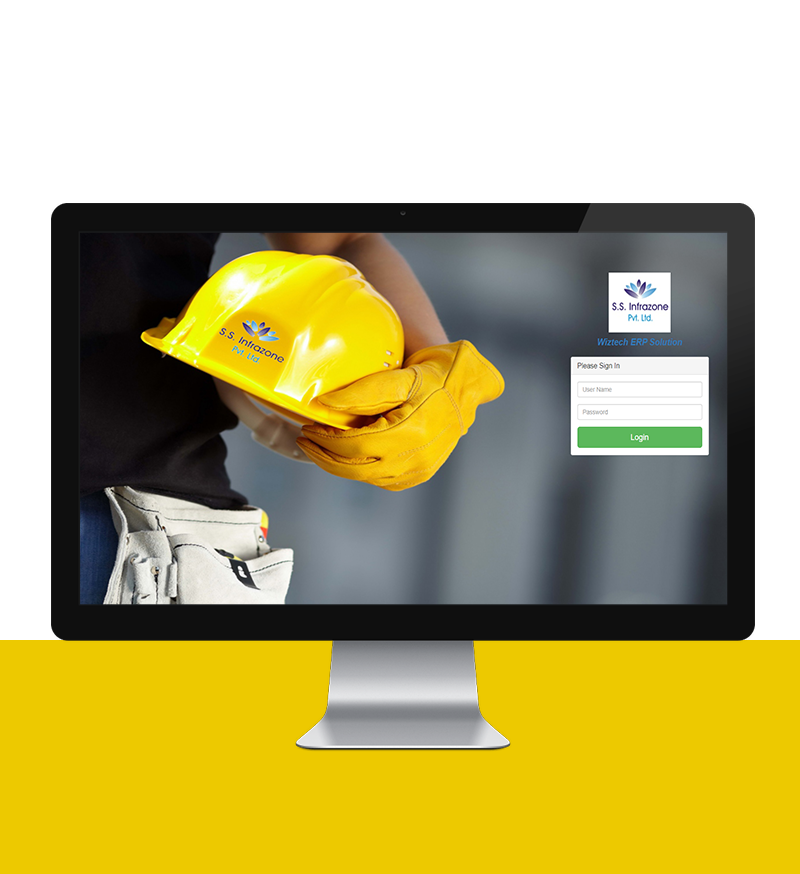 S.S. Infrazone
Pvt. Ltd.
S.S. Infrazone
Pvt. Ltd.
Wiztech ERP Solution
Please Sign In
User Name
Password
Login